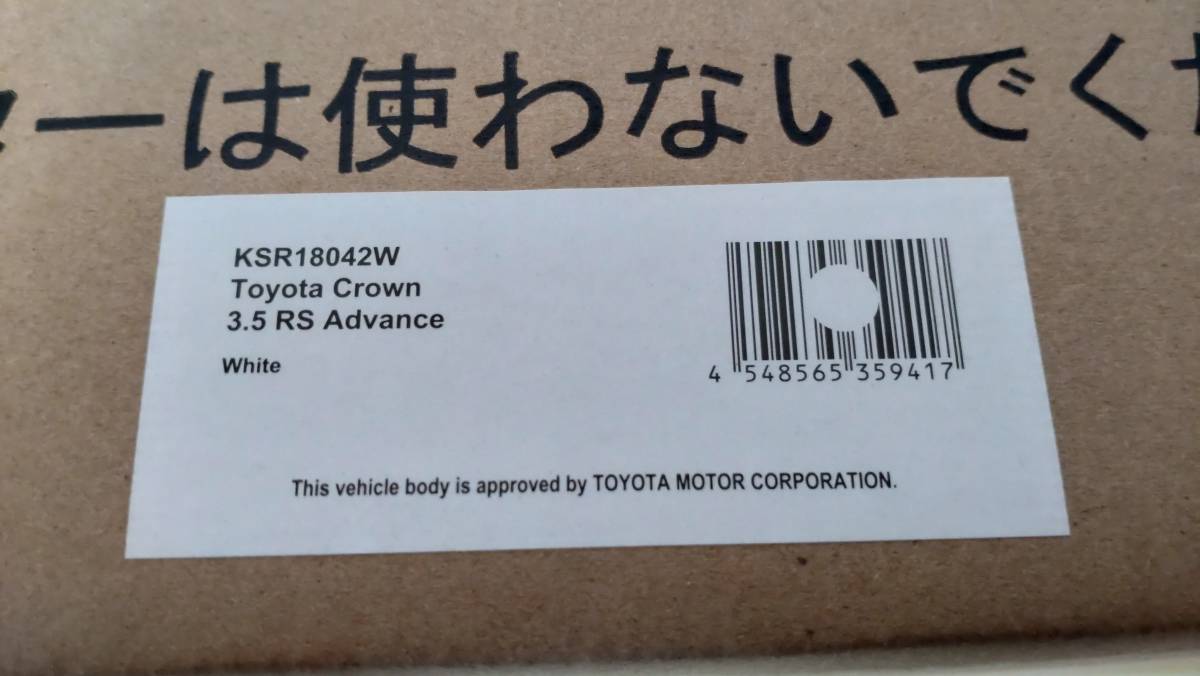 ーは使わないでく
KSR18042W
Toyota Crown
3.5 RS Advance
White
4 548565 359417
This vehicle body is approved by TOYOTA MOTOR CORPORATION.